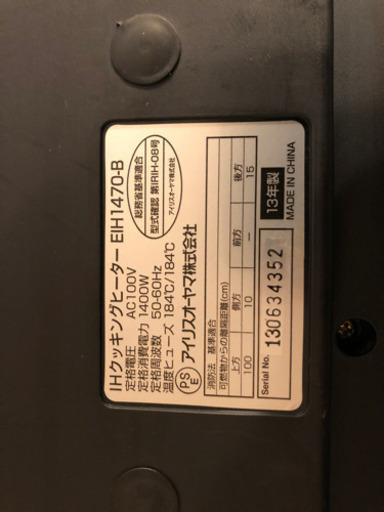 IHクッキングヒーター EIH1470-B
定格電圧 AC100V
定格消費電力 1400W
定格周波数 50-60Hz
温度ヒューズ 184℃/184℃
総務省基準適合
型式確認 第IRIH-08号
アイリスオーヤマ株式会社
PS
E
アイリスオーヤマ株式会社
消防法 基準適合
可燃物からの離隔距離(cm)
上方 側方 前方 後方
100 10 - 15
13年製
MADE IN CHINA
Serial No. 130634352